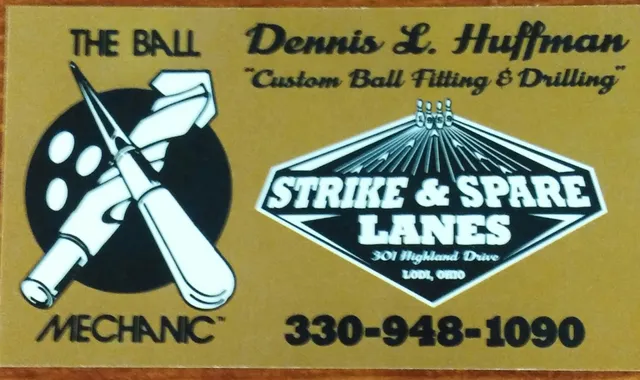 THE BALL
MECHANIC™
Dennis L. Huffman
"Custom Ball Fitting & Drilling"
STRIKE & SPARE
LANES
301 Highland Drive
LODI, OHIO
330-948-1090